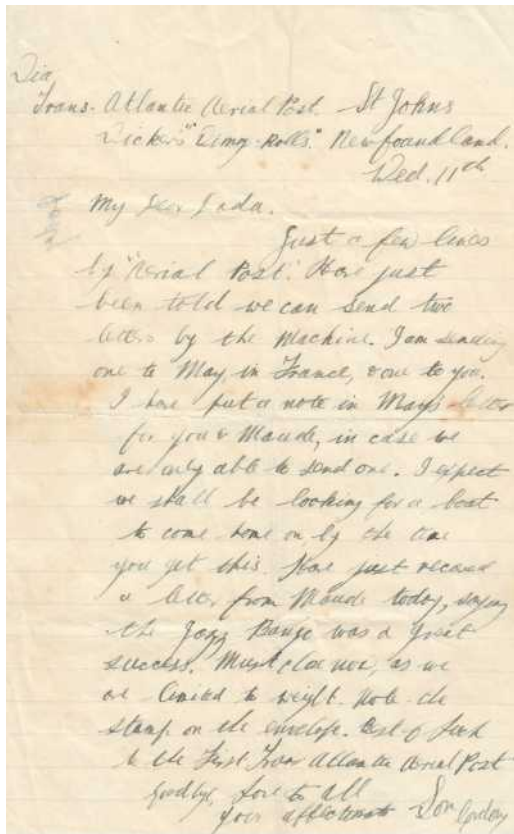 Via
Trans-Atlantic Aerial Post. St Johns
Vickers "Vimy-Rolls." Newfoundland.
Wed. 11th
My Dear Dada.
Just a few lines
by "Aerial Post". Have just
been told we can send two
letters by the Machine. I am sending
one to May, in France, & one to you.
I have put a note in May's letter
for you & Maude, in case we
are only able to send one. I expect
we shall be looking for a boat
to come home on by the time
you get this. Have just received
a letter from Maude today, saying
the Jazz Band was a great
success. Must close now, as we
are limited to weight. Note the
stamp on the envelope. Best of luck
to the First Trans Atlantic Aerial Post
Goodbye, love to all
your affectionate Son